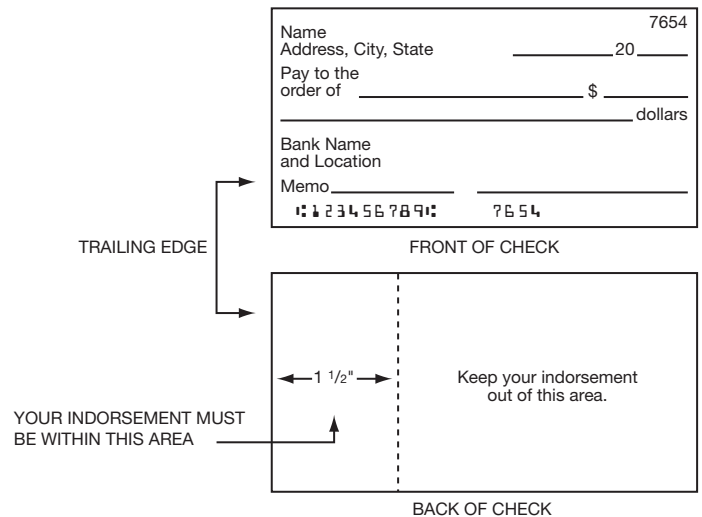 7654
Name
Address, City, State
20
Pay to the
order of
$
dollars
Bank Name
and Location
Memo
⑆123456789⑆ 7654
TRAILING EDGE
FRONT OF CHECK
1 1/2"
Keep your indorsement
out of this area.
YOUR INDORSEMENT MUST
BE WITHIN THIS AREA
BACK OF CHECK